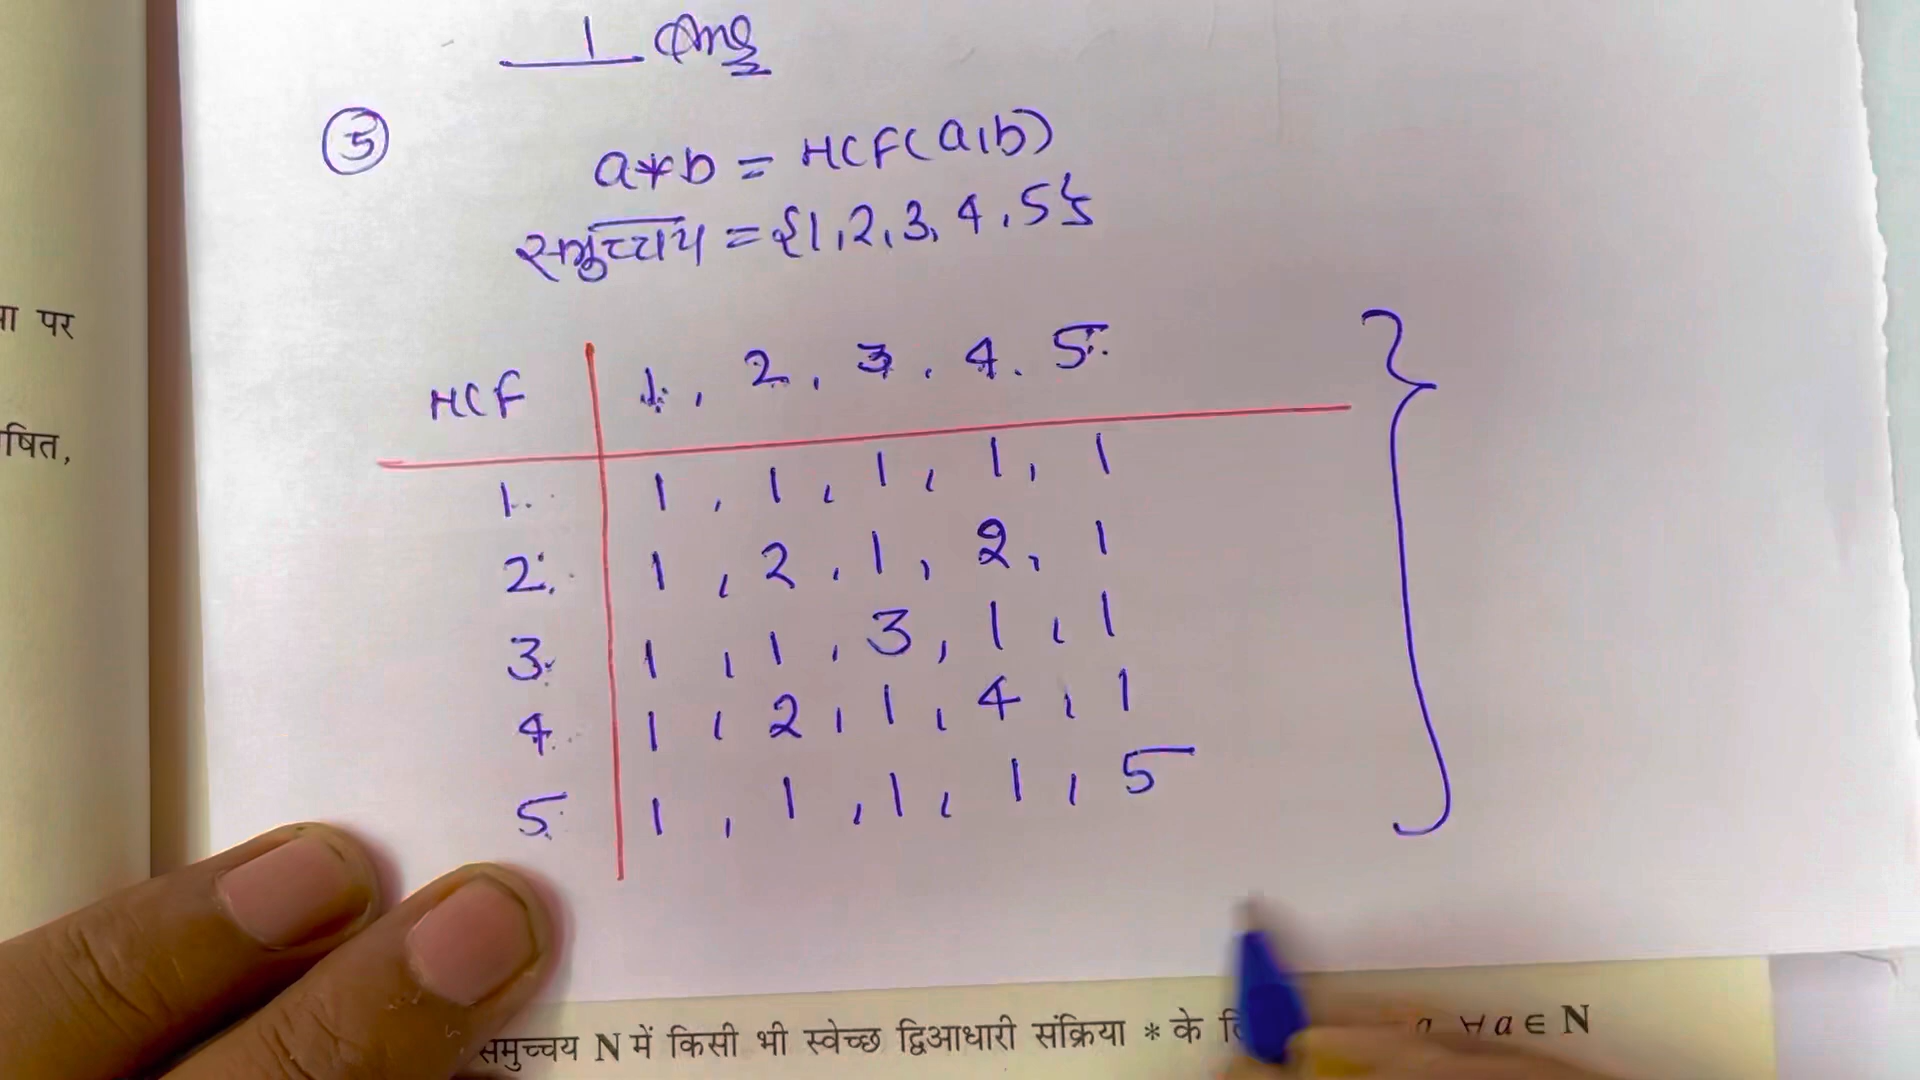 1 Ans
5
a*b = HCF(a,b)
समुच्चय = {1,2,3,4,5}
HCF 1, 2, 3, 4. 5.
1. 1, 1, 1, 1, 1
2. 1, 2, 1, 2, 1
3. 1, 1, 3, 1, 1
4. 1, 2, 1, 4, 1
5. 1, 1, 1, 1, 5
पर
षित,
समुच्चय N में किसी भी स्वेच्छ द्विआधारी संक्रिया * के ∀ a ∈ N